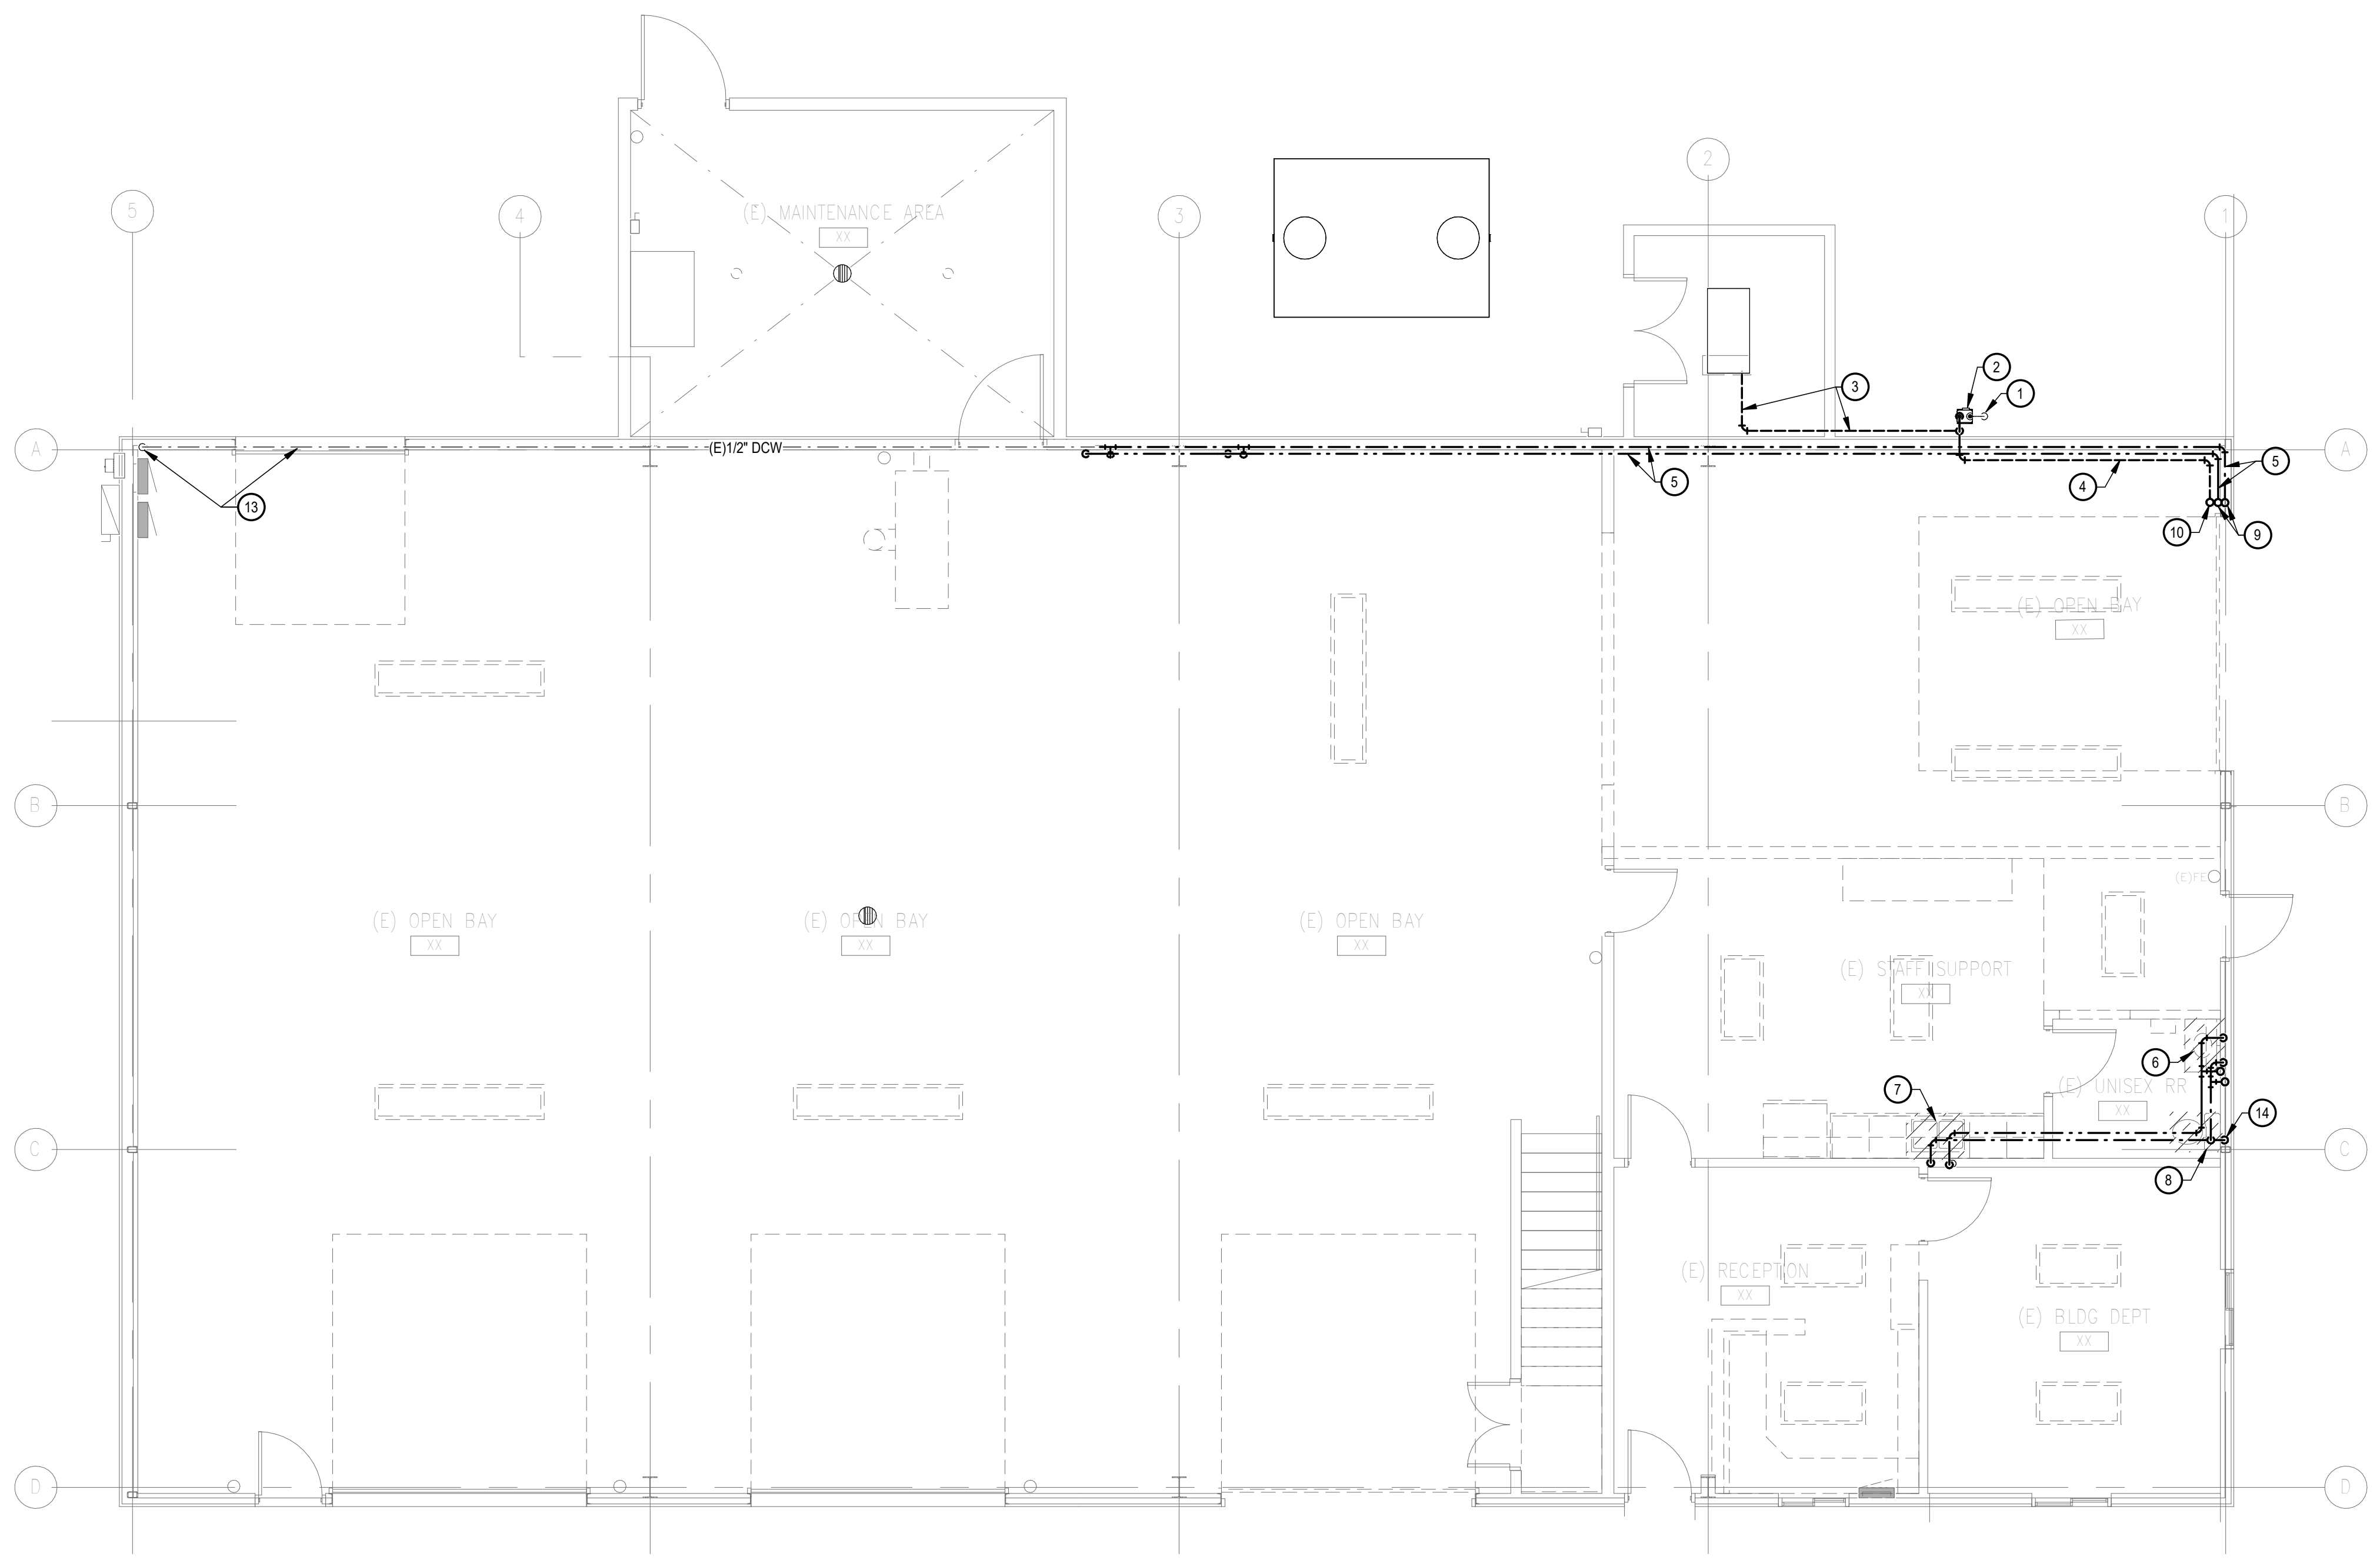 2
5
4
3
1
(E) MAINTENANCE AREA
XX
2
1
3
A
(E)1/2" DCW
A
5
5
4
13
10
9
(E) OPEN BAY
XX
B
B
(E)FE
(E) OPEN BAY
XX
(E) OPEN BAY
XX
(E) OPEN BAY
XX
(E) STAFF SUPPORT
XX
6
7
(E) UNISEX RR
XX
14
C
C
8
(E) RECEPTION
XX
(E) BLDG DEPT
XX
D
D